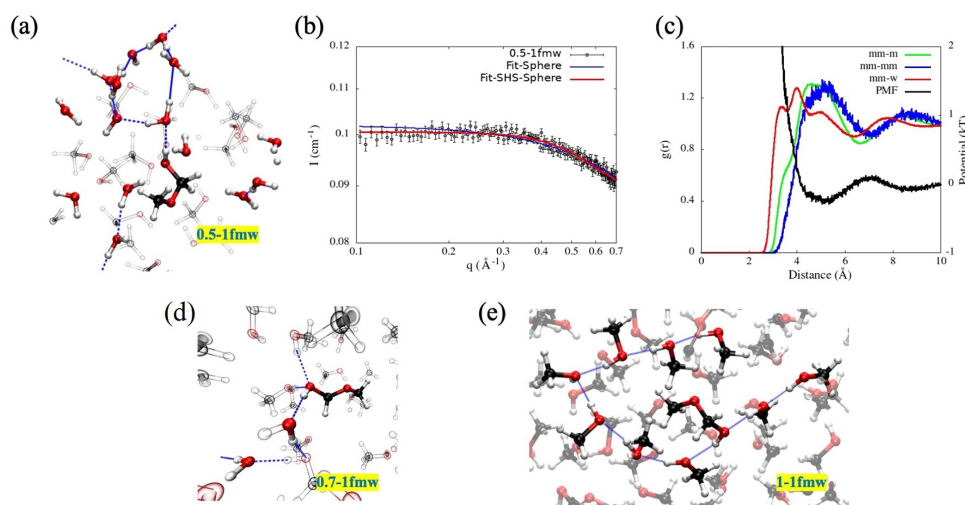 (a)
0.5-1fmw
(b)
0.12
0.11
0.1
0.09
0.08
I (cm⁻¹)
0.5-1fmw
Fit-Sphere
Fit-SHS-Sphere
0.1 0.2 0.3 0.4 0.5 0.6 0.7
q (Å⁻¹)
(c)
1.6
1.2
0.8
0.4
0
g(r)
mm-m
mm-mm
mm-w
PMF
2
1
0
-1
Potential (kT)
0 2 4 6 8 10
Distance (Å)
(d)
0.7-1fmw
(e)
1-1fmw